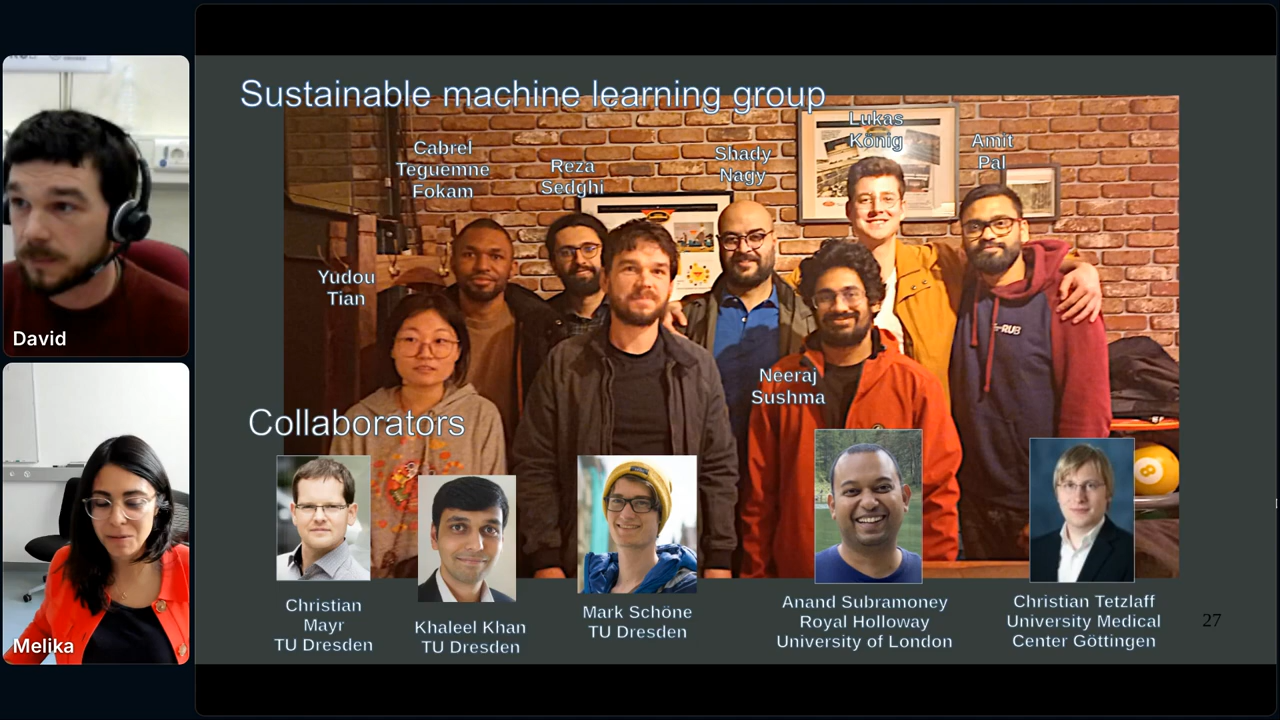 Sustainable machine learning group
Lukas
König
Cabrel
Teguemne
Fokam
Reza
Sedghi
Shady
Nagy
Amit
Pal
Yudou
Tian
RUB
Neeraj
Sushma
Collaborators
8
Christian
Mayr
TU Dresden
Khaleel Khan
TU Dresden
Mark Schöne
TU Dresden
Anand Subramoney
Royal Holloway
University of London
Christian Tetzlaff
University Medical
Center Göttingen
27
David
Melika